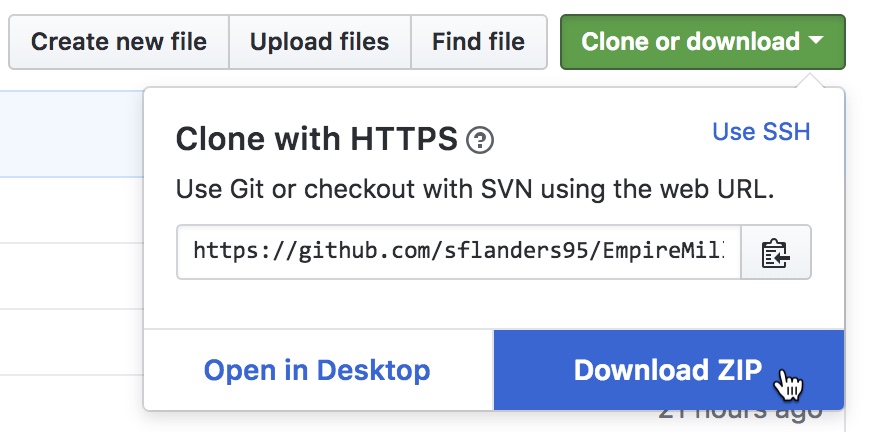 Create new file Upload files Find file Clone or download
Clone with HTTPS ?
Use SSH
Use Git or checkout with SVN using the web URL.
https://github.com/sflanders95/EmpireMil
Open in Desktop
Download ZIP
21 hours ago